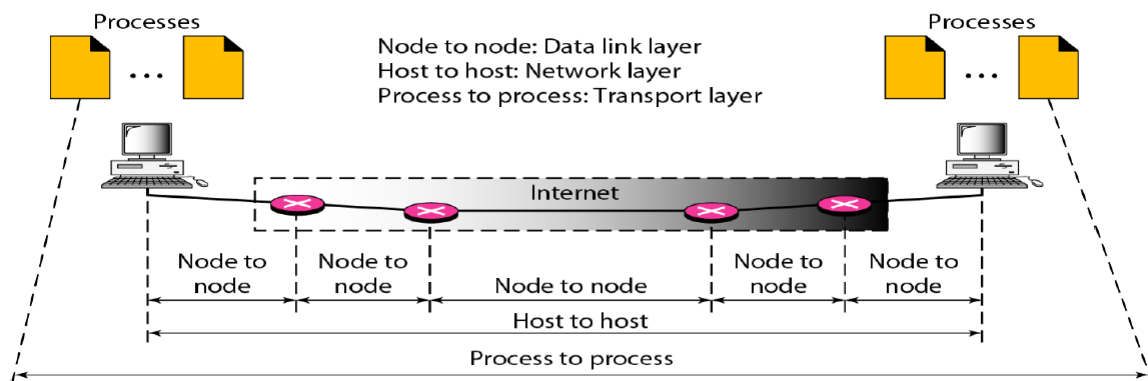 Processes
Processes
Node to node: Data link layer
Host to host: Network layer
Process to process: Transport layer
...
...
Internet
Node to
node
Node to
node
Node to node
Node to
node
Node to
node
Host to host
Process to process